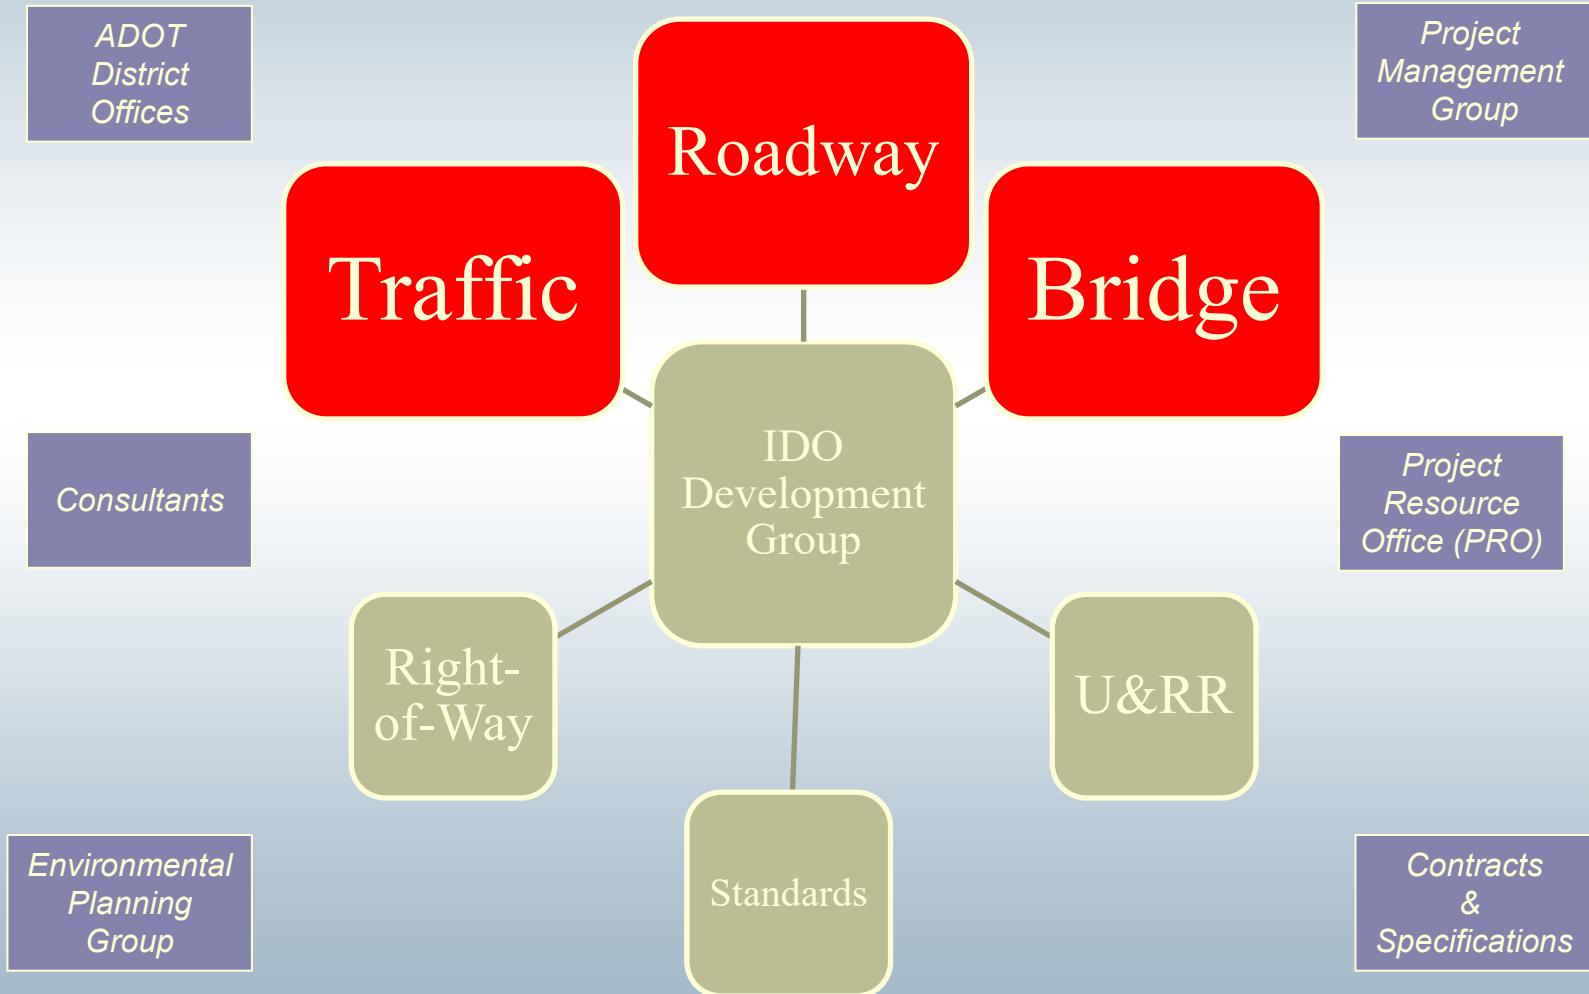 ADOT
District
Offices
Roadway
Project
Management
Group
Traffic
Bridge
IDO
Development
Group
Consultants
Project
Resource
Office (PRO)
Right-
of-Way
U&RR
Standards
Environmental
Planning
Group
Contracts
&
Specifications